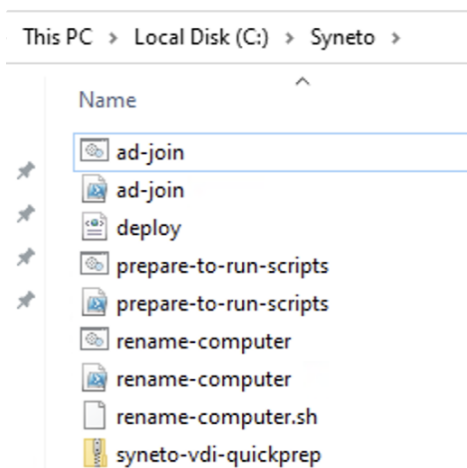 This PC > Local Disk (C:) > Syneto >
Name
ad-join
ad-join
deploy
prepare-to-run-scripts
prepare-to-run-scripts
rename-computer
rename-computer
rename-computer.sh
syneto-vdi-quickprep